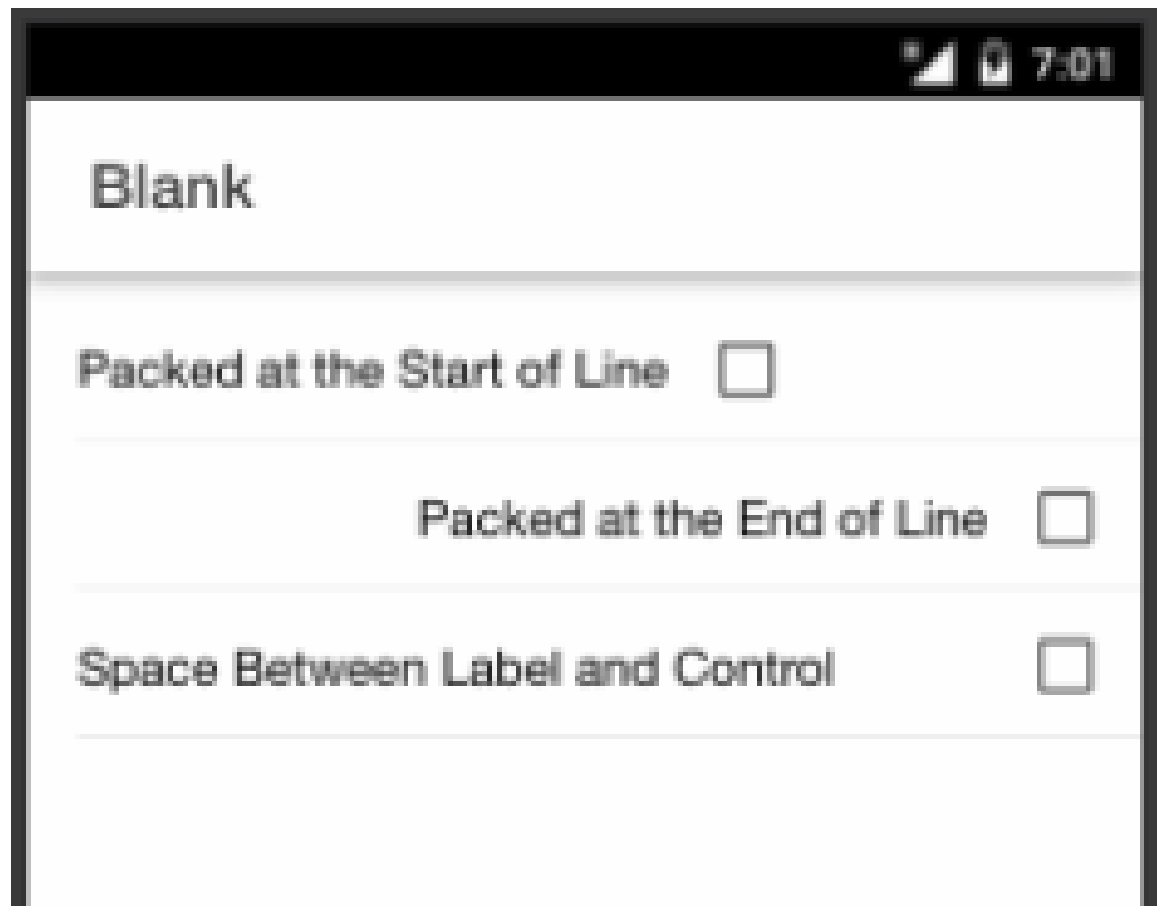 7:01
Blank
Packed at the Start of Line
Packed at the End of Line
Space Between Label and Control